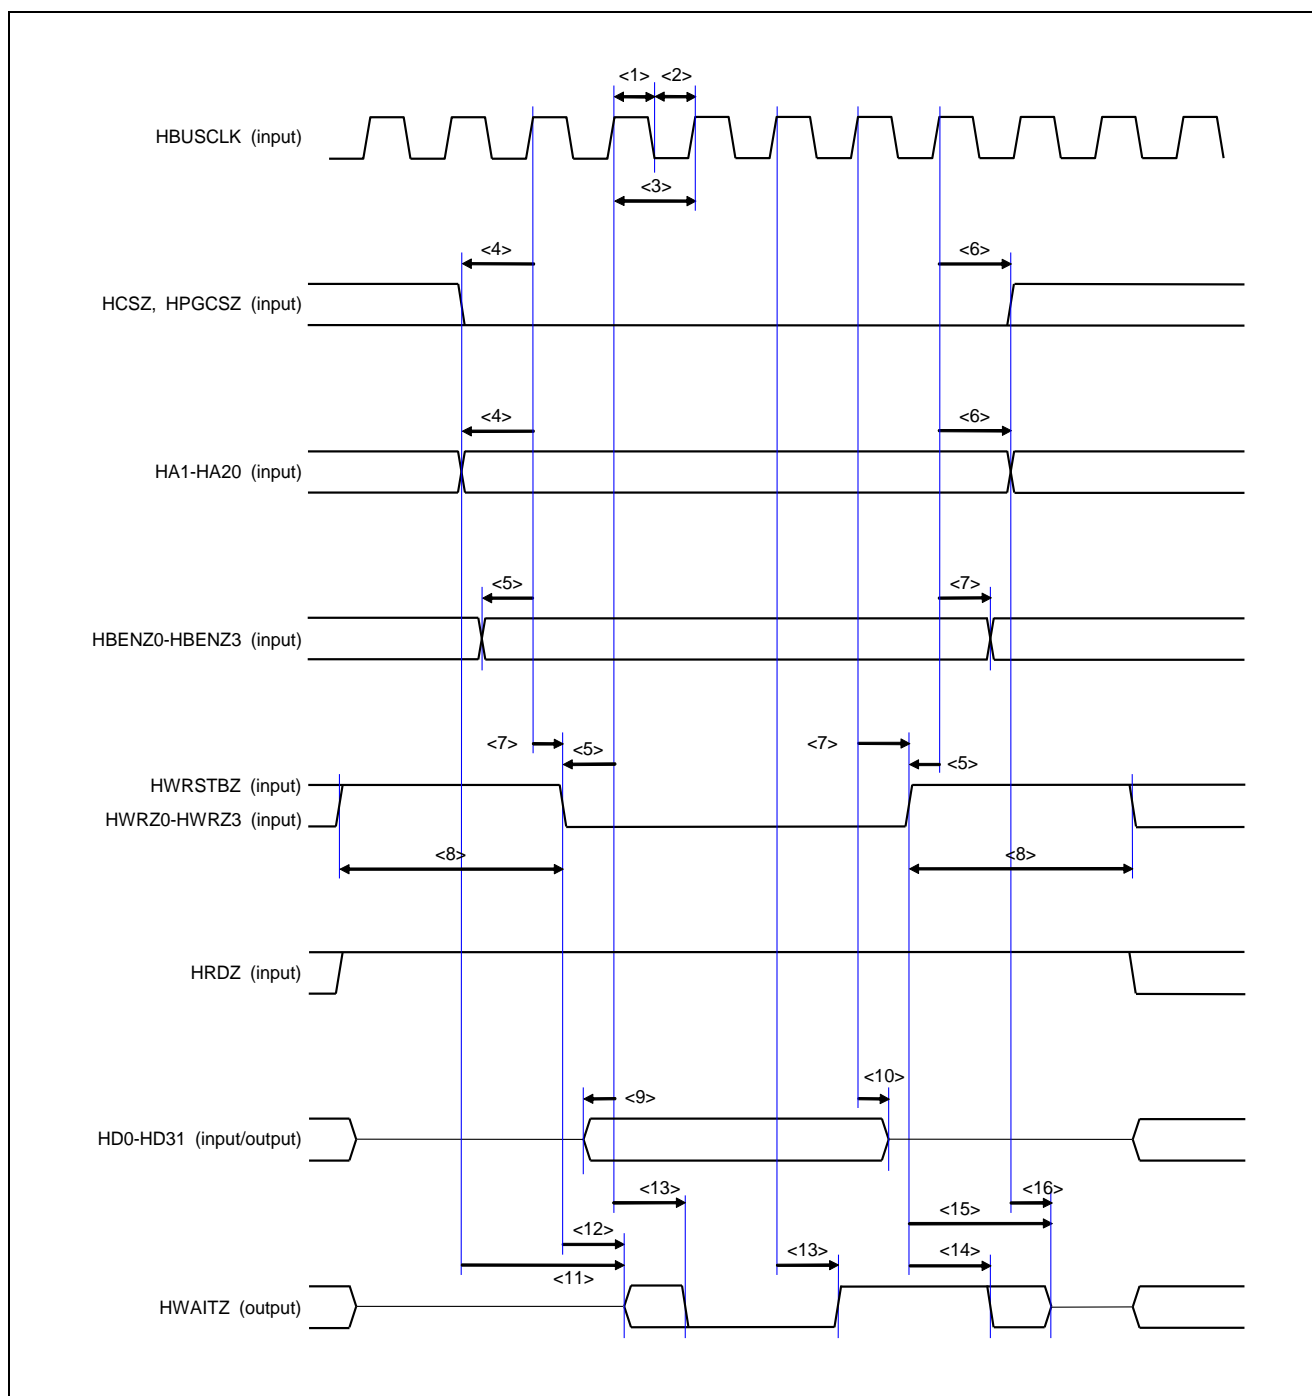 <1> <2>
HBUSCLK (input)
<3>
<4> <6>
HCSZ, HPGCSZ (input)
<4> <6>
HA1-HA20 (input)
<5> <7>
HBENZ0-HBENZ3 (input)
<7> <5> <7> <5>
HWRSTBZ (input)
HWRZ0-HWRZ3 (input)
<8> <8>
HRDZ (input)
<10>
<9>
HD0-HD31 (input/output)
<13> <16>
<15>
<12> <13> <14>
<11>
HWAITZ (output)